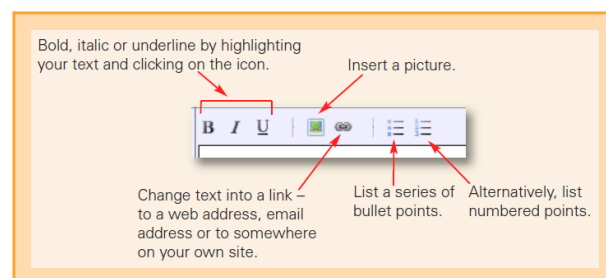 Bold, italic or underline by highlighting
your text and clicking on the icon.
Insert a picture.
B I U
Change text into a link –
to a web address, email
address or to somewhere
on your own site.
List a series of
bullet points.
Alternatively, list
numbered points.